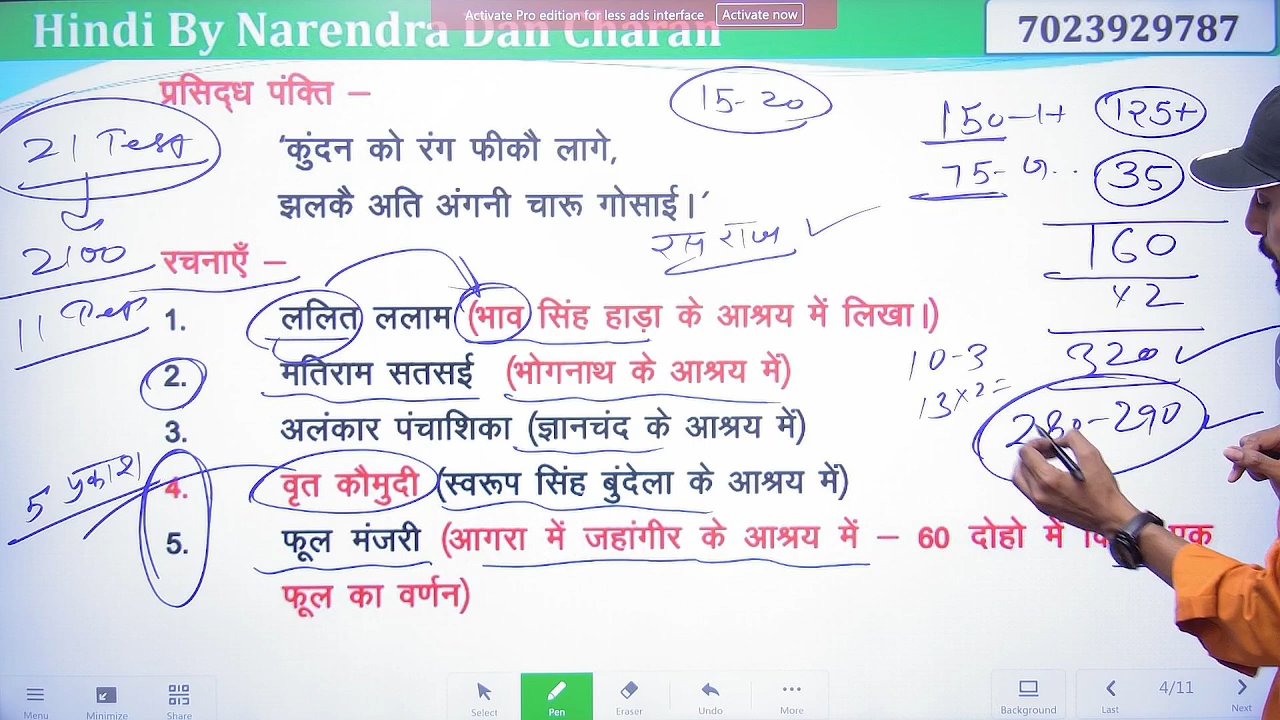 Activate Pro edition for less ads interface Activate now
Hindi By Narendra Dan Charan
7023929787
प्रसिद्ध पंक्ति –
15-20
150-1+ 125+
21 Test
'कुंदन को रंग फीकौ लागे,
75- 35
झलकै अति अंगनी चारू गोसाई।'
2100
रस राज
160
रचनाएँ –
x2
11 Test
1. ललित ललाम (भाव सिंह हाड़ा के आश्रय में लिखा।)
10-3 320
2. मतिराम सतसई (भोगनाथ के आश्रय में)
13x2=
280-290
3. अलंकार पंचाशिका (ज्ञानचंद के आश्रय में)
5 प्रकाश
4. वृत कौमुदी (स्वरूप सिंह बुंदेला के आश्रय में)
5. फूल मंजरी (आगरा में जहांगीर के आश्रय में – 60 दोहो में
फूल का वर्णन)
Menu Minimize Share Select Pen Eraser Undo More Background Last 4/11 Next